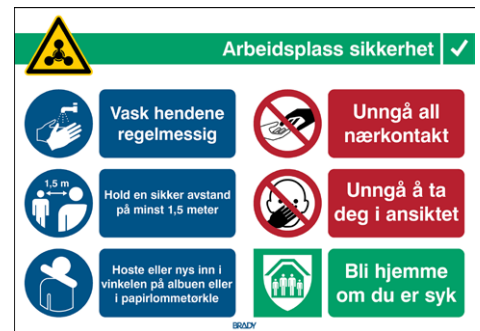 Arbeidsplass sikkerhet
Vask hendene
regelmessig
Unngå all
nærkontakt
1,5 m
Hold en sikker avstand
på minst 1,5 meter
Unngå å ta
deg i ansiktet
Hoste eller nys inn i
vinkelen på albuen eller
i papirlommetorkle
Bli hjemme
om du er syk
BRADY